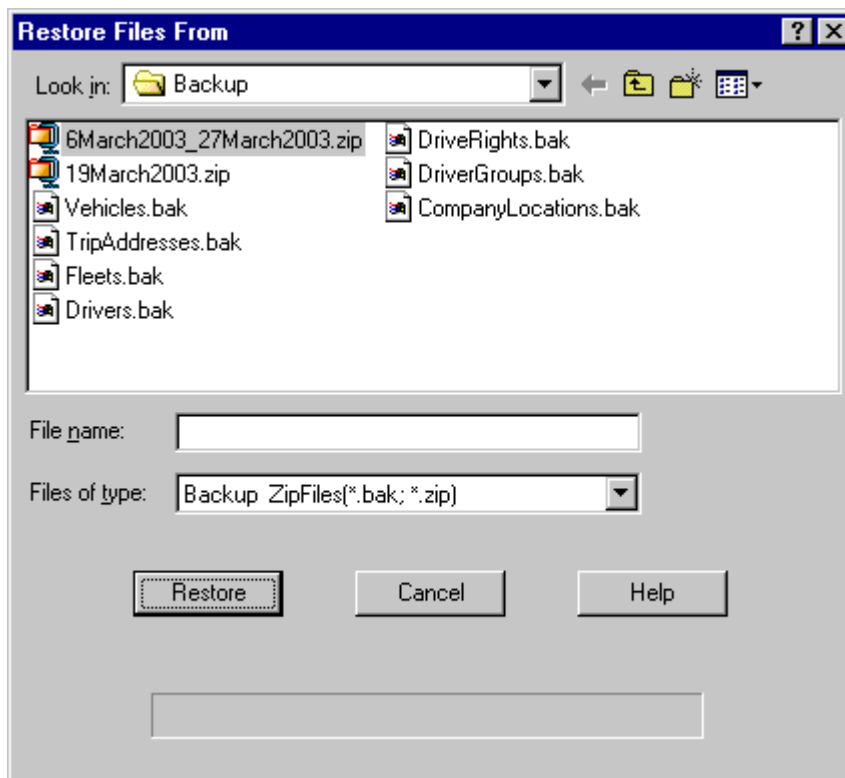 Restore Files From
Look in: Backup
6March2003_27March2003.zip
19March2003.zip
Vehicles.bak
TripAddresses.bak
Fleets.bak
Drivers.bak
DriveRights.bak
DriverGroups.bak
CompanyLocations.bak
File name:
Files of type: Backup ZipFiles(*.bak; *.zip)
Restore Cancel Help